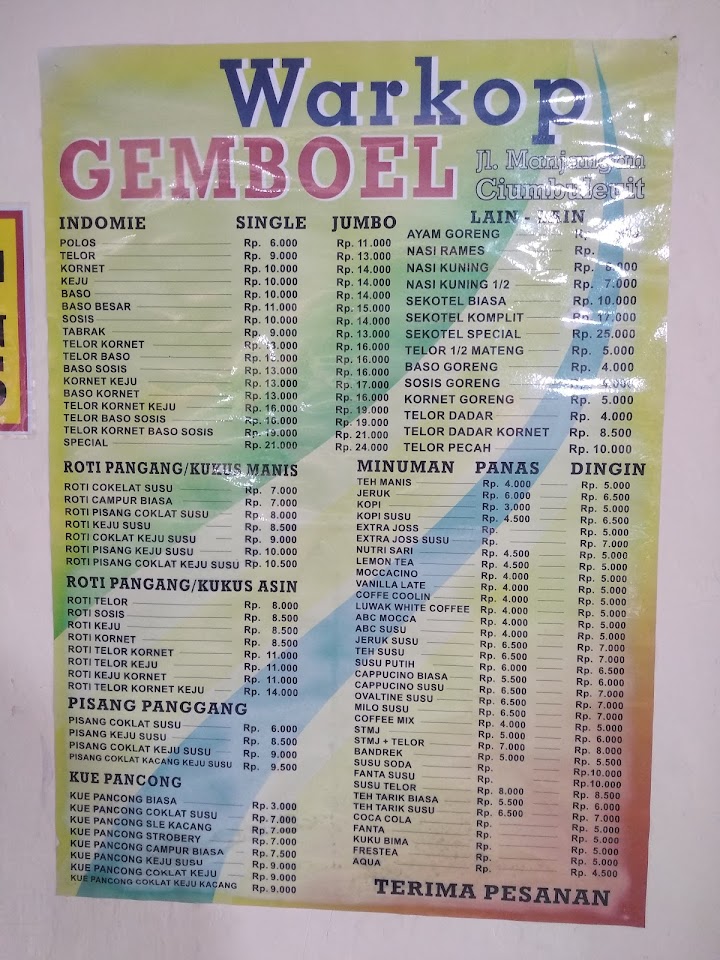 Warkop
GEMBOEL
Jl. Manjangan
Ciumbuleuit
INDOMIE SINGLE JUMBO
POLOS Rp. 6.000 Rp. 11.000
TELOR Rp. 9.000 Rp. 13.000
KORNET Rp. 10.000 Rp. 14.000
KEJU Rp. 10.000 Rp. 14.000
BASO Rp. 10.000 Rp. 14.000
BASO BESAR Rp. 11.000 Rp. 15.000
SOSIS Rp. 10.000 Rp. 14.000
TABRAK Rp. 9.000 Rp. 13.000
TELOR KORNET Rp. Rp. 16.000
TELOR BASO Rp. Rp. 16.000
BASO SOSIS Rp. 13.000 Rp. 16.000
KORNET KEJU Rp. 13.000 Rp. 17.000
BASO KORNET Rp. 13.000 Rp. 16.000
TELOR KORNET KEJU Rp. 16.000 Rp. 19.000
TELOR BASO SOSIS Rp. 16.000 Rp. 19.000
TELOR KORNET BASO SOSIS Rp. 19.000 Rp. 21.000
SPECIAL Rp. 21.000 Rp. 24.000
ROTI PANGANG/KUKUS MANIS
ROTI COKELAT SUSU Rp. 7.000
ROTI CAMPUR BIASA Rp. 7.000
ROTI PISANG COKLAT SUSU Rp. 8.000
ROTI KEJU SUSU Rp. 8.500
ROTI COKLAT KEJU SUSU Rp. 9.000
ROTI PISANG KEJU SUSU Rp. 10.000
ROTI PISANG COKLAT KEJU SUSU Rp. 10.500
ROTI PANGANG/KUKUS ASIN
ROTI TELOR Rp. 8.000
ROTI SOSIS Rp. 8.500
ROTI KEJU Rp. 8.500
ROTI KORNET Rp. 8.500
ROTI TELOR KORNET Rp. 11.000
ROTI TELOR KEJU Rp. 11.000
ROTI KEJU KORNET Rp. 11.000
ROTI TELOR KORNET KEJU Rp. 14.000
PISANG PANGGANG
PISANG COKLAT SUSU Rp. 6.000
PISANG KEJU SUSU Rp. 8.500
PISANG COKLAT KEJU SUSU Rp. 9.000
PISANG COKLAT KACANG KEJU SUSU Rp. 9.500
KUE PANCONG
KUE PANCONG BIASA Rp. 3.000
KUE PANCONG COKLAT SUSU Rp. 7.000
KUE PANCONG SLE KACANG Rp. 7.000
KUE PANCONG STROBERY Rp. 7.000
KUE PANCONG CAMPUR BIASA Rp. 7.500
KUE PANCONG KEJU SUSU Rp. 9.000
KUE PANCONG COKLAT KEJU Rp. 9.000
KUE PANCONG COKLAT KEJU KACANG Rp. 9.000
LAIN - LAIN
AYAM GORENG
NASI RAMES Rp.
NASI KUNING Rp. 8.000
NASI KUNING 1/2 Rp. 7.000
SEKOTEL BIASA Rp. 10.000
SEKOTEL KOMPLIT Rp. 17.000
SEKOTEL SPECIAL Rp. 25.000
TELOR 1/2 MATENG Rp. 5.000
BASO GORENG Rp. 4.000
SOSIS GORENG Rp. 4.000
KORNET GORENG Rp. 5.000
TELOR DADAR Rp. 4.000
TELOR DADAR KORNET Rp. 8.500
TELOR PECAH Rp. 10.000
MINUMAN PANAS DINGIN
TEH MANIS Rp. 4.000 Rp. 5.000
JERUK Rp. 6.000 Rp. 6.500
KOPI Rp. 3.000 Rp. 5.000
KOPI SUSU Rp. 4.500 Rp. 6.500
EXTRA JOSS Rp. Rp. 5.000
EXTRA JOSS SUSU Rp. Rp. 7.000
NUTRI SARI Rp. 4.500 Rp. 5.000
LEMON TEA Rp. 4.500 Rp. 5.000
MOCCACINO Rp. 4.000 Rp. 5.000
VANILLA LATE Rp. 4.000 Rp. 5.000
COFFE COOLIN Rp. 4.000 Rp. 5.000
LUWAK WHITE COFFEE Rp. 4.000 Rp. 5.000
ABC MOCCA Rp. 4.000 Rp. 5.000
ABC SUSU Rp. 4.000 Rp. 5.000
JERUK SUSU Rp. 6.500 Rp. 7.000
TEH SUSU Rp. 6.500 Rp. 7.000
SUSU PUTIH Rp. 6.000 Rp. 7.000
CAPPUCINO BIASA Rp. 5.500 Rp. 6.000
CAPPUCINO SUSU Rp. 6.500 Rp. 7.000
OVALTINE SUSU Rp. 6.500 Rp. 7.000
MILO SUSU Rp. 6.500 Rp. 7.000
COFFEE MIX Rp. 4.000 Rp. 5.000
STMJ Rp. 5.000 Rp. 6.000
STMJ + TELOR Rp. 7.000 Rp. 8.000
BANDREK Rp. 5.000 Rp. 5.500
SUSU SODA Rp. Rp. 10.000
FANTA SUSU Rp. Rp. 10.000
SUSU TELOR Rp. 8.000 Rp. 8.500
TEH TARIK BIASA Rp. 5.500 Rp. 6.000
TEH TARIK SUSU Rp. 6.500 Rp. 7.000
COCA COLA Rp. Rp. 5.000
FANTA Rp. Rp. 5.000
KUKU BIMA Rp. Rp. 5.000
FRESTEA Rp. Rp. 5.000
AQUA Rp. Rp. 4.500
TERIMA PESANAN